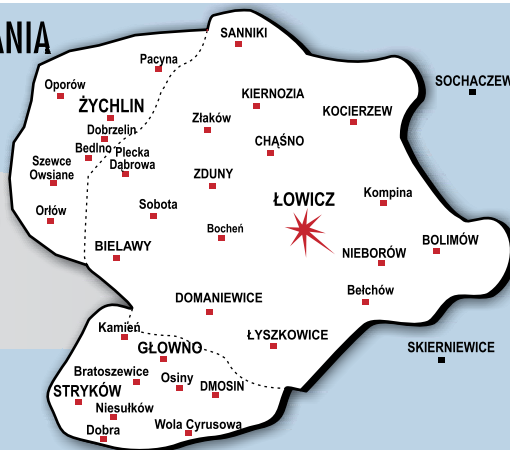 SANNIKI
Pacyna
SOCHACZEW
Oporów
KIERNOZIA
ŻYCHLIN
KOCIERZEW
Złaków
Dobrzelin
CHĄŚNO
Bedlno
Plecka
Dąbrowa
Szewce
Owsiane
ZDUNY
ŁOWICZ
Kompina
Sobota
Orłów
Bocheń
BIELAWY
BOLIMÓW
NIEBORÓW
Bełchów
DOMANIEWICE
Kamień
ŁYSZKOWICE
GŁOWNO
SKIERNIEWICE
Bratoszewice
Osiny
DMOSIN
STRYKÓW
Niesułków
Dobra
Wola Cyrusowa